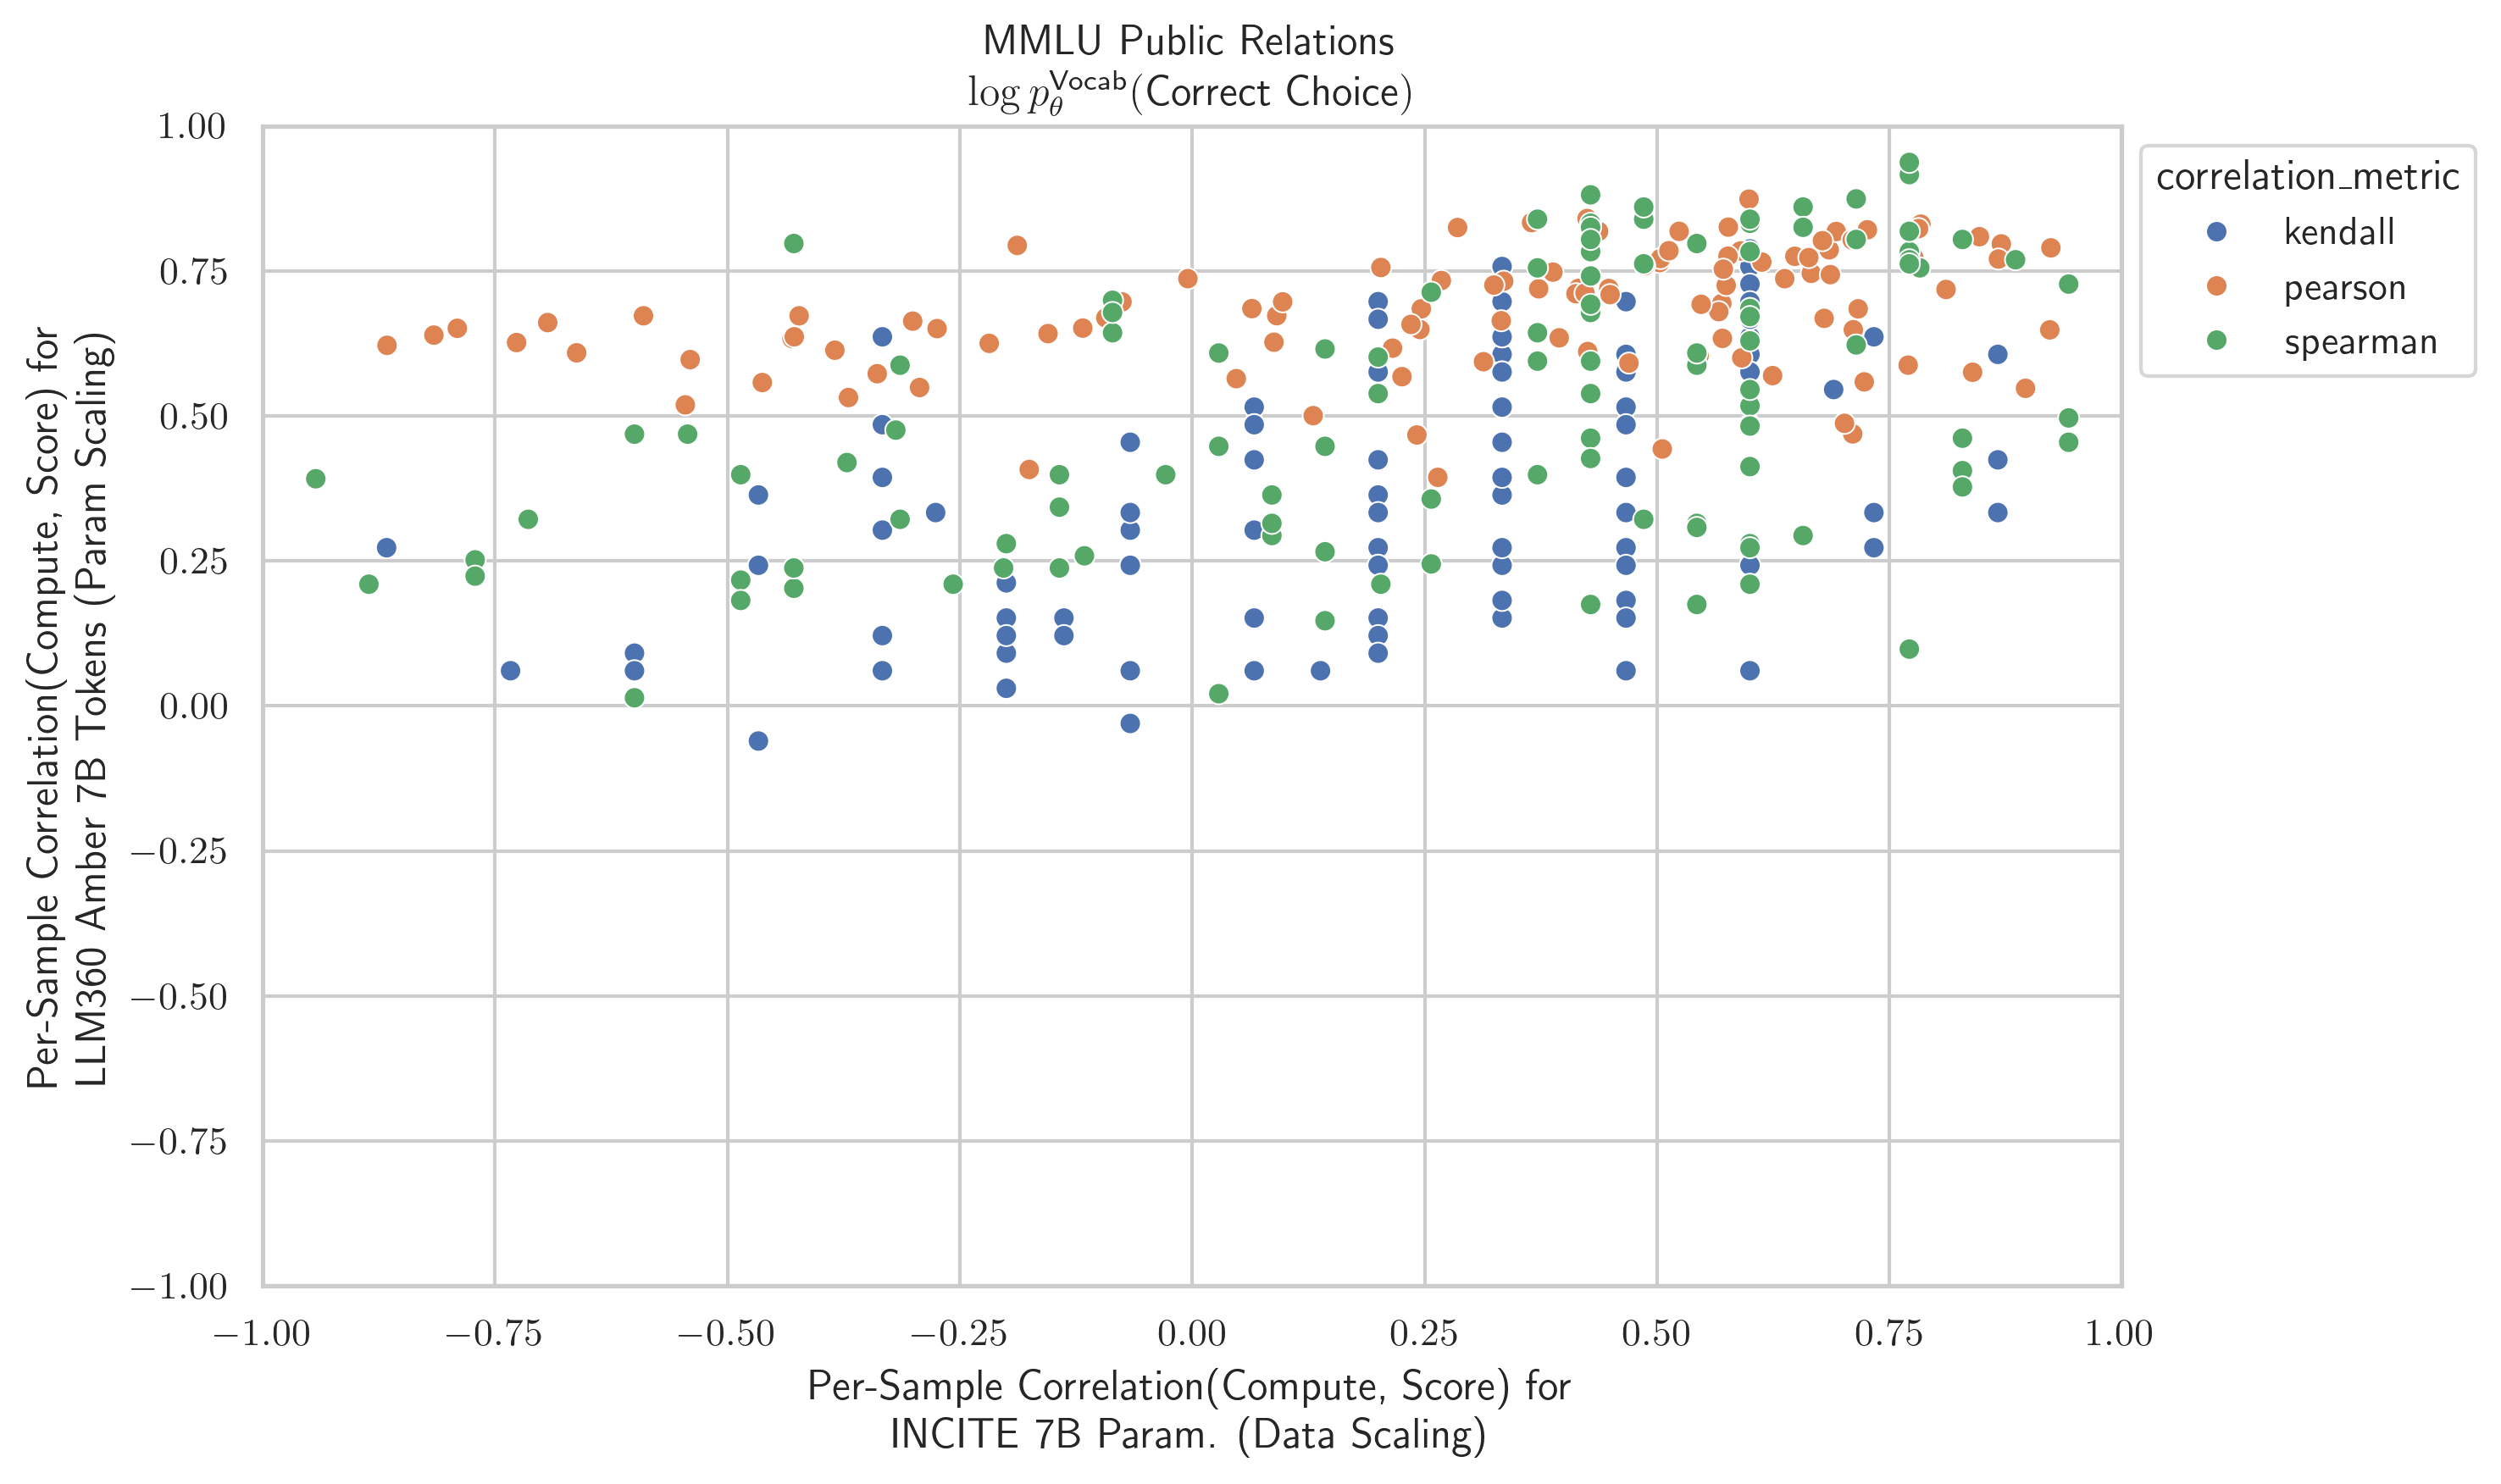 MMLU Public Relations
log p_θ^Vocab(Correct Choice)
Per-Sample Correlation(Compute, Score) for
LLM360 Amber 7B Tokens (Param Scaling)
1.00
0.75
0.50
0.25
0.00
−0.25
−0.50
−0.75
−1.00
−1.00 −0.75 −0.50 −0.25 0.00 0.25 0.50 0.75 1.00
Per-Sample Correlation(Compute, Score) for
INCITE 7B Param. (Data Scaling)
correlation_metric
kendall
pearson
spearman